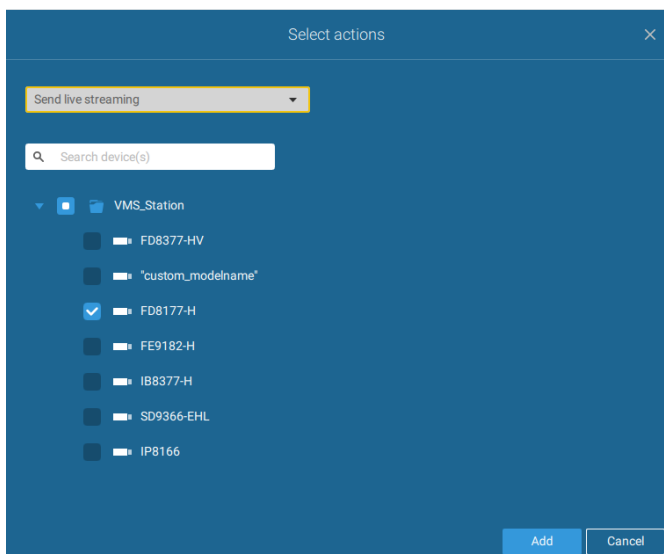 Select actions
Send live streaming
Search device(s)
VMS_Station
FD8377-HV
"custom_modelname"
FD8177-H
FE9182-H
IB8377-H
SD9366-EHL
IP8166
Add Cancel